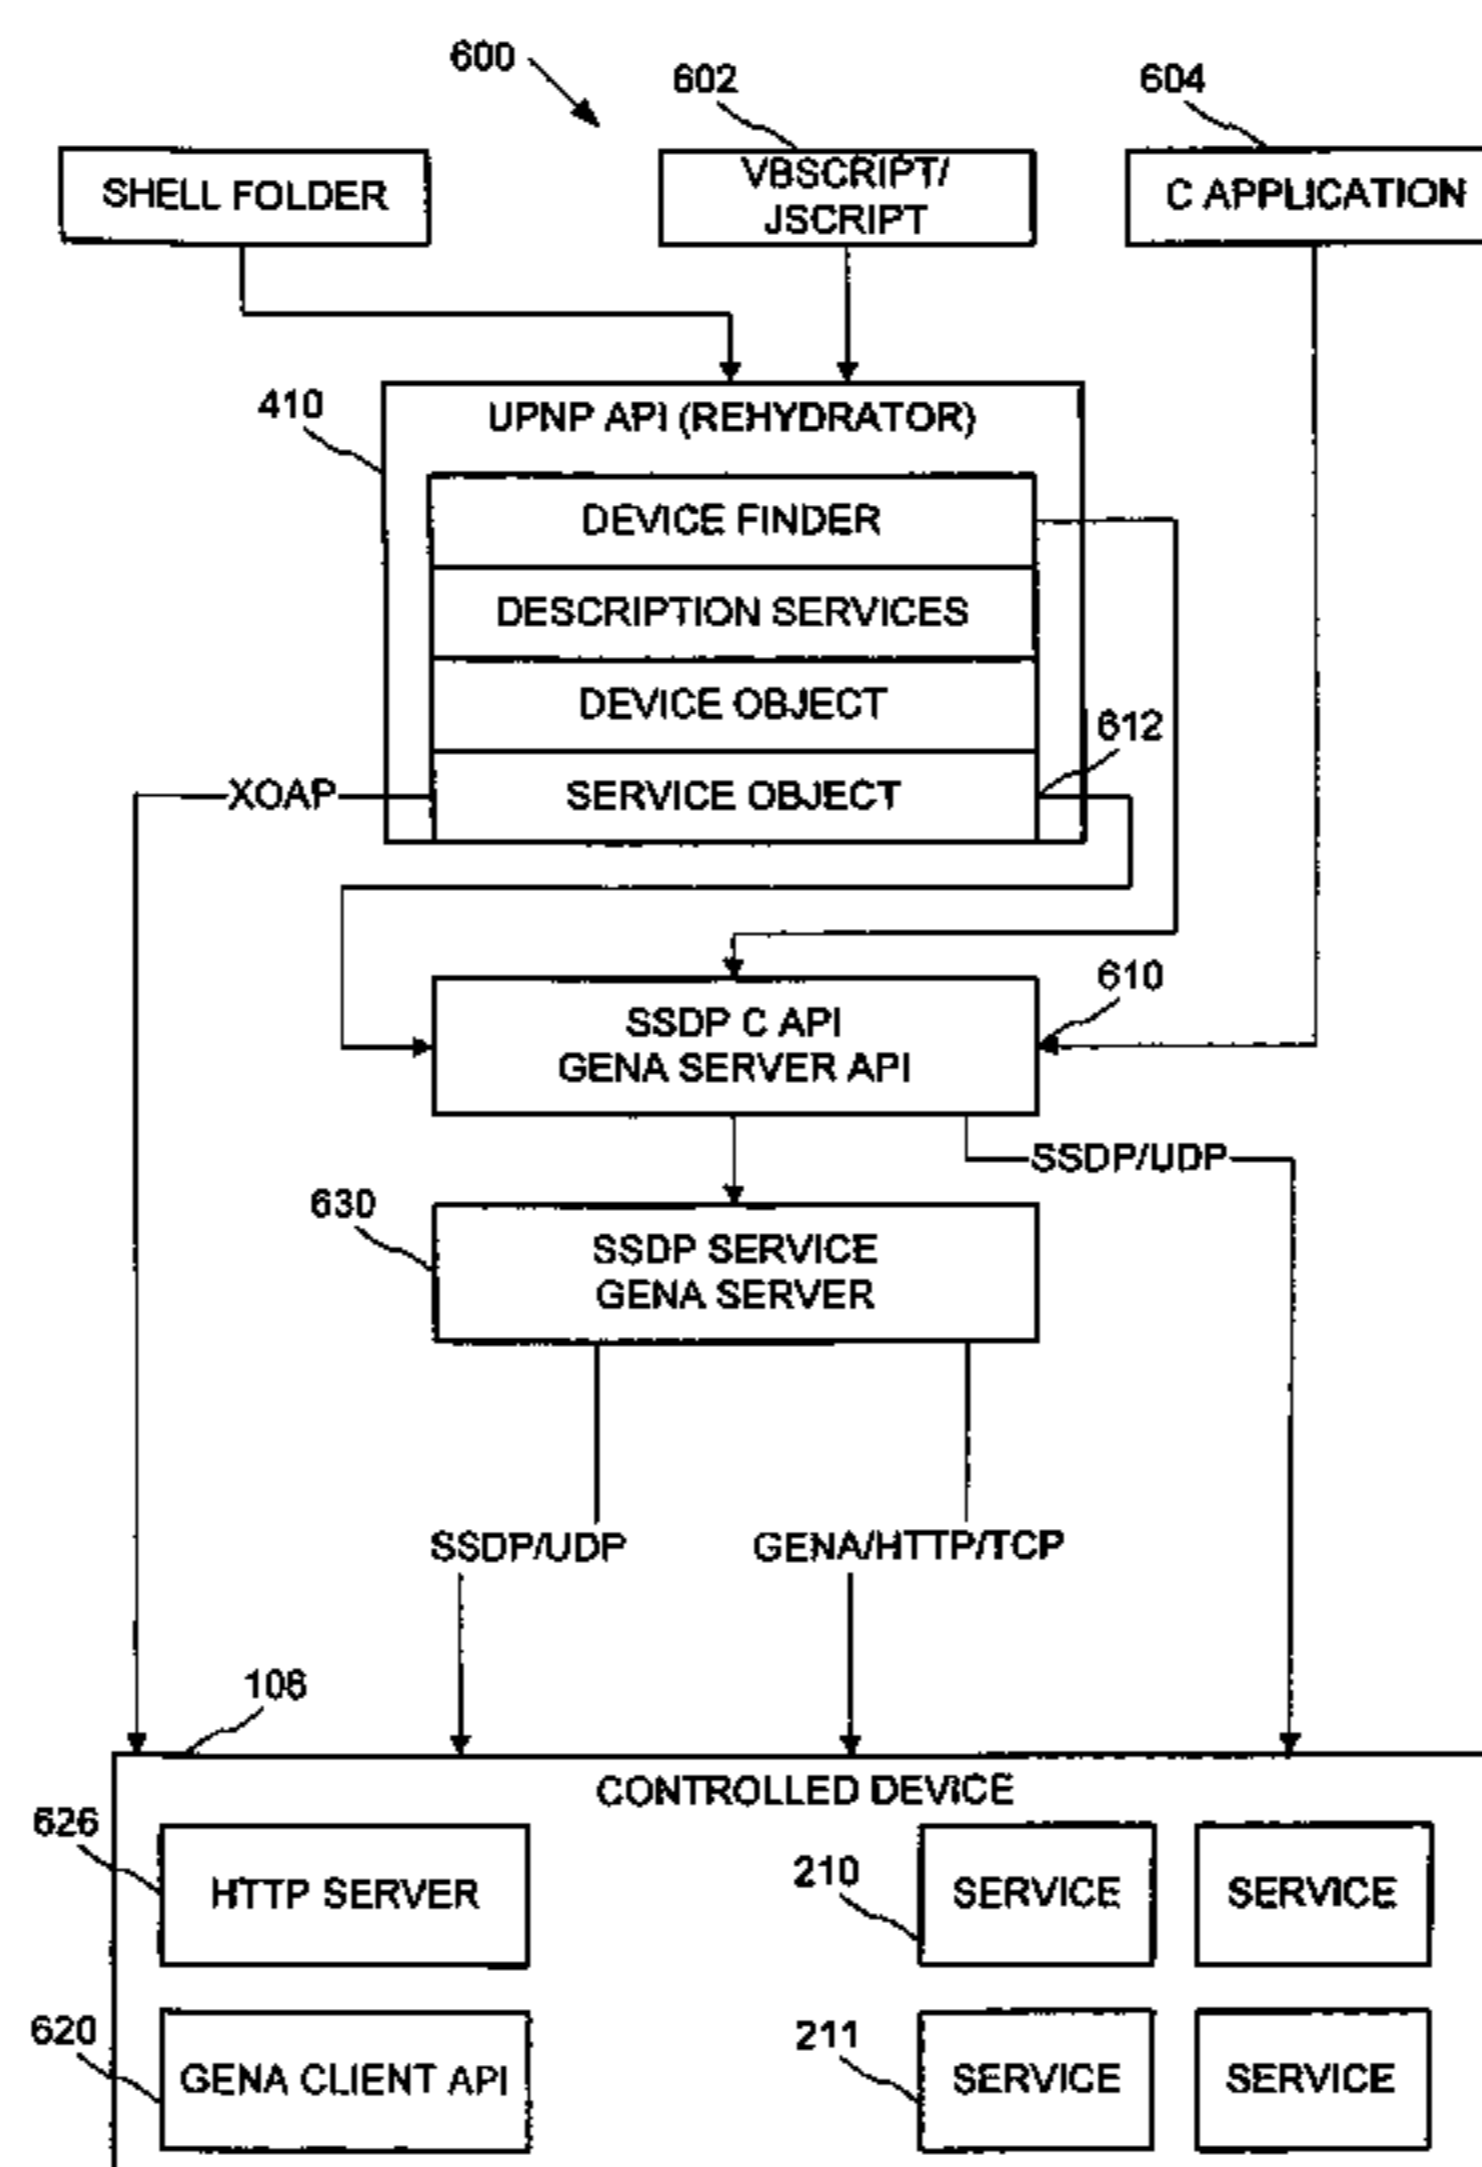 600
602
604
SHELL FOLDER
VBSCRIPT/
JSCRIPT
C APPLICATION
410
UPNP API (REHYDRATOR)
DEVICE FINDER
DESCRIPTION SERVICES
DEVICE OBJECT
612
XOAP
SERVICE OBJECT
610
SSDP C API
GENA SERVER API
SSDP/UDP
630
SSDP SERVICE
GENA SERVER
SSDP/UDP
GENA/HTTP/TCP
106
CONTROLLED DEVICE
626
HTTP SERVER
210
SERVICE
SERVICE
620
GENA CLIENT API
211
SERVICE
SERVICE